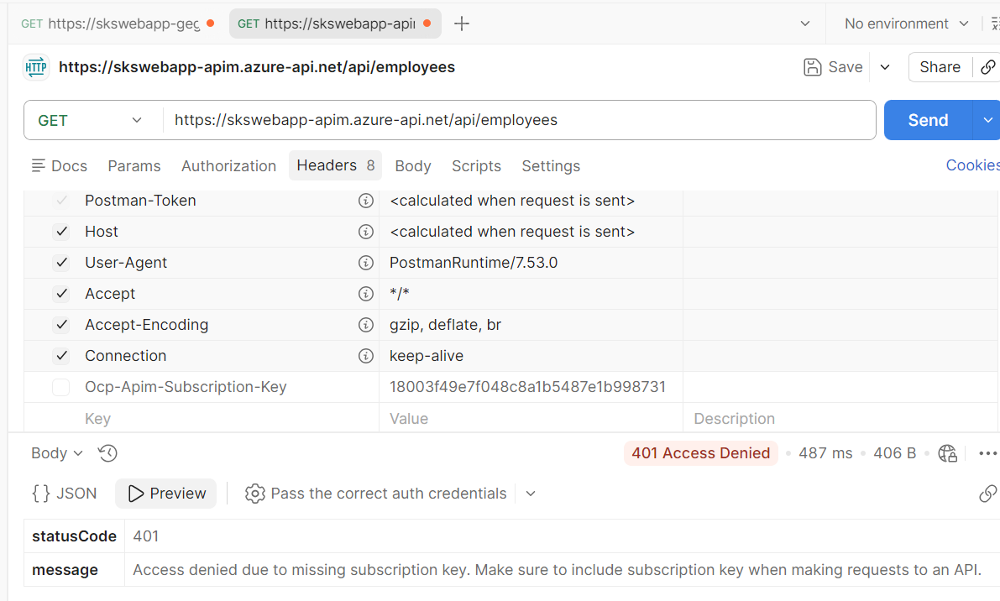 GET https://skswebapp-geg GET https://skswebapp-apir No environment
HTTP https://skswebapp-apim.azure-api.net/api/employees Save Share
GET https://skswebapp-apim.azure-api.net/api/employees Send
Docs Params Authorization Headers 8 Body Scripts Settings Cookies
Postman-Token <calculated when request is sent>
Host <calculated when request is sent>
User-Agent PostmanRuntime/7.53.0
Accept */*
Accept-Encoding gzip, deflate, br
Connection keep-alive
Ocp-Apim-Subscription-Key 18003f49e7f048c8a1b5487e1b998731
Key Value Description
Body 401 Access Denied 487 ms 406 B
{} JSON Preview Pass the correct auth credentials
statusCode 401
message Access denied due to missing subscription key. Make sure to include subscription key when making requests to an API.